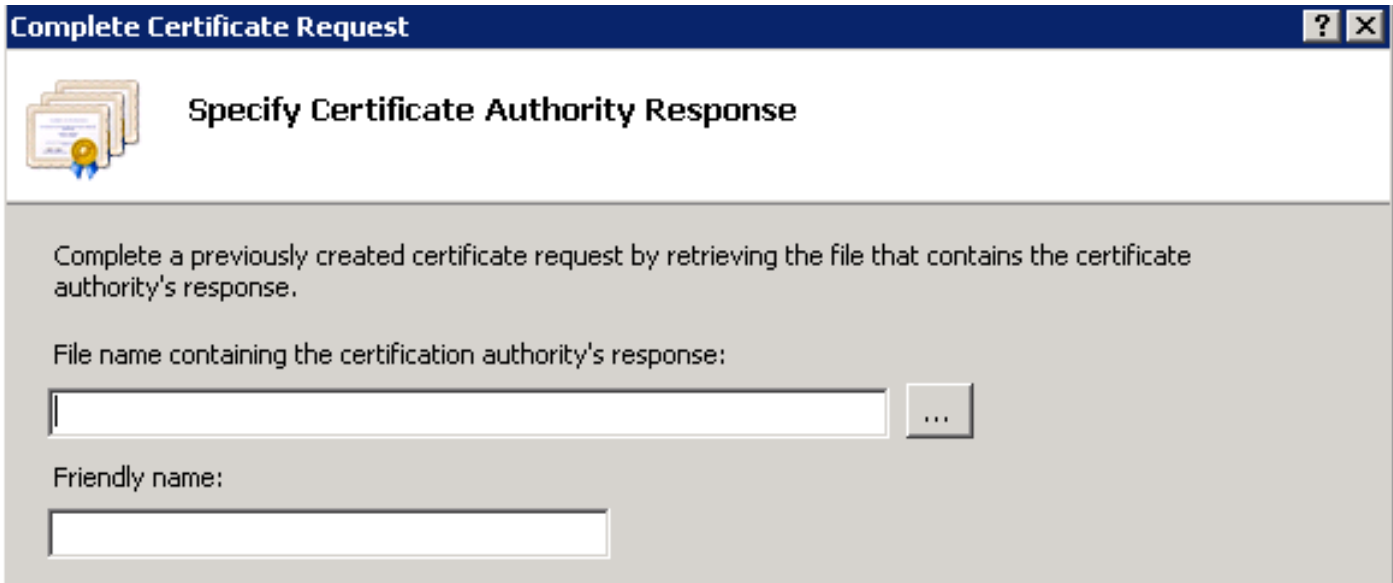 Complete Certificate Request
Specify Certificate Authority Response
Complete a previously created certificate request by retrieving the file that contains the certificate
authority's response.
File name containing the certification authority's response:
...
Friendly name: